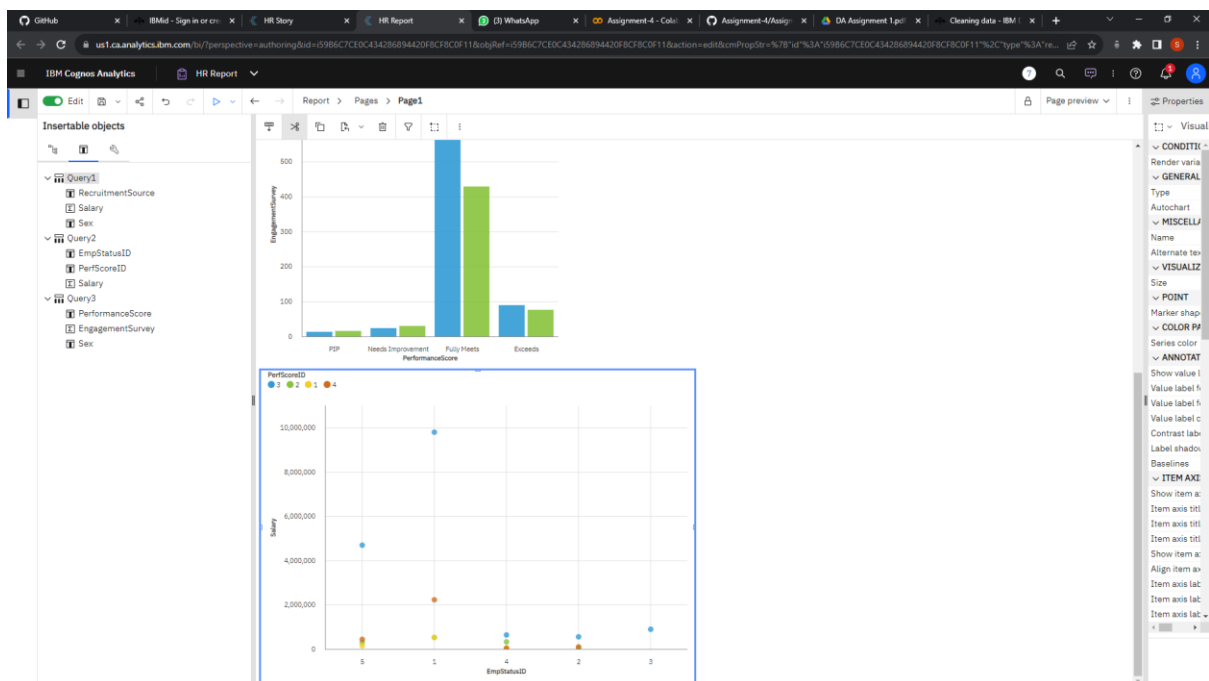 GitHub
IBMid - Sign in or cre
HR Story
HR Report
(3) WhatsApp
Assignment-4 - Colab
Assignment-4/Assign
DA Assignment 1.pdf
Cleaning data - IBM
us1.ca.analytics.ibm.com/bi/?perspective=authoring&id=i59B6C7CE0C434286894420F8CF8C0F11&objRef=i59B6C7CE0C434286894420F8CF8C0F11&action=edit&cmPropStr=%7B"id"%3A"i59B6C7CE0C434286894420F8CF8C0F11"%2C"type"%3A"re...
S
IBM Cognos Analytics
HR Report
7
Edit
Report > Pages > Page1
Page preview
Properties
Insertable objects
Visual
Query1
RecruitmentSource
Salary
Sex
Query2
EmpStatusID
PerfScoreID
Salary
Query3
PerformanceScore
EngagementSurvey
Sex
500
400
300
200
100
0
EngagementSurvey
PIP Needs Improvement Fully Meets Exceeds
PerformanceScore
PerfScoreID
3 2 1 4
10,000,000
8,000,000
6,000,000
4,000,000
2,000,000
0
Salary
5 1 4 2 3
EmpStatusID
CONDITI
Render varia
GENERAL
Type
Autochart
MISCELL
Name
Alternate tex
VISUALIZ
Size
POINT
Marker shap
COLOR PA
Series color
ANNOTAT
Show value l
Value label f
Value label f
Value label c
Contrast lab
Label shadov
Baselines
ITEM AXI
Show item a
Item axis titl
Item axis titl
Item axis titl
Show item a
Align item ax
Item axis lab
Item axis lab
Item axis lab